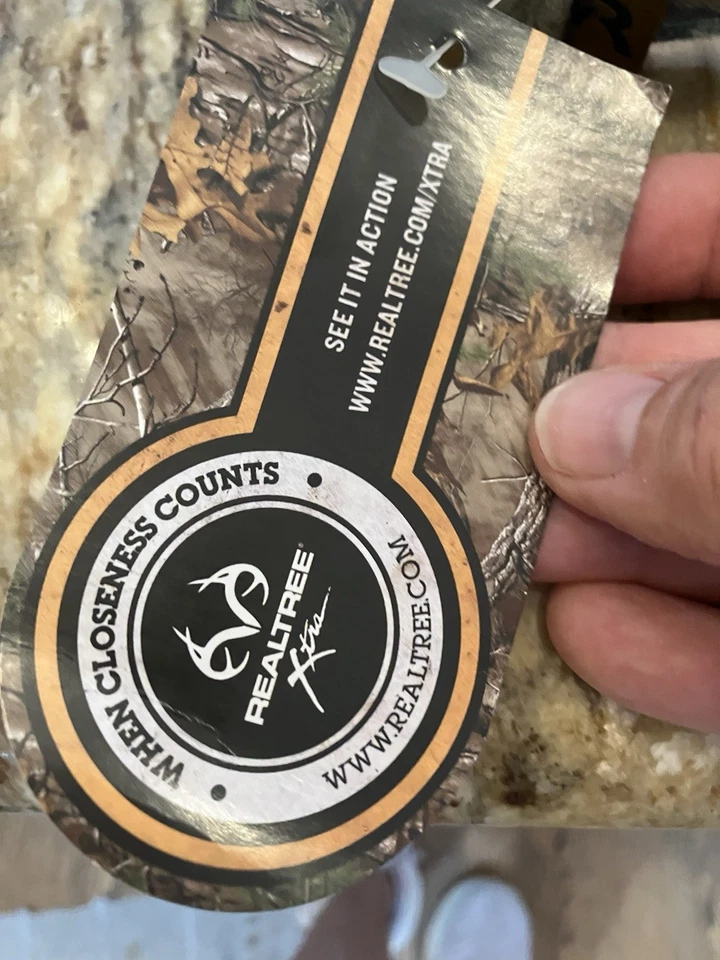 SEE IT IN ACTION
WWW.REALTREE.COM/XTRA
WHEN CLOSENESS COUNTS
REALTREE®
Xtra
WWW.REALTREE.COM